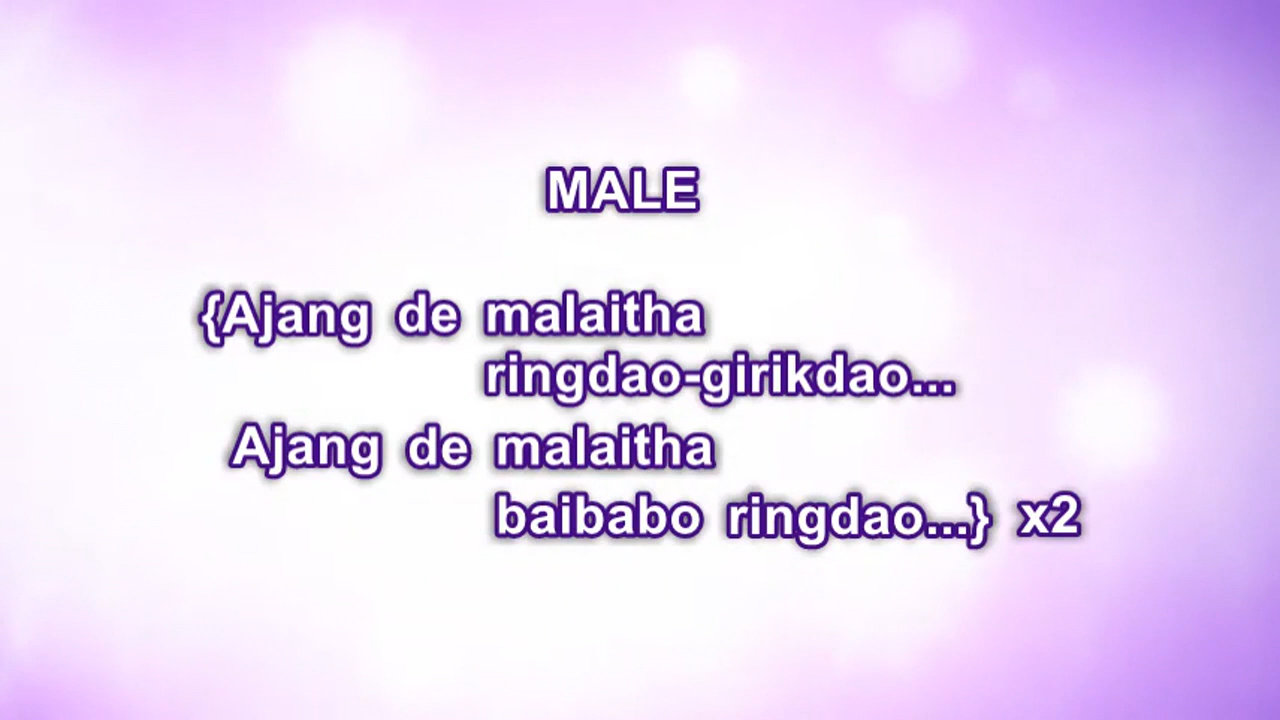 MALE
{Ajang de malaitha
ringdao-girikdao...
Ajang de malaitha
baibabo ringdao...} x2